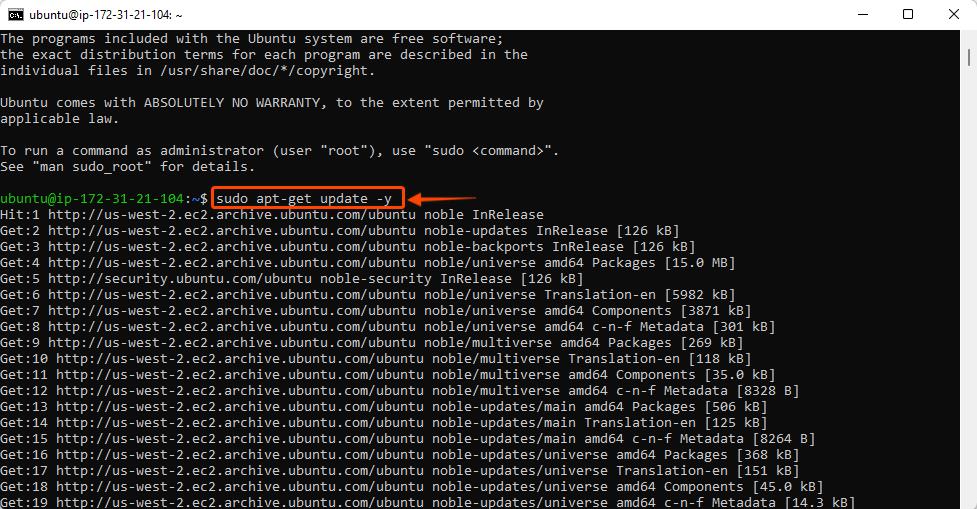 ubuntu@ip-172-31-21-104: ~
The programs included with the Ubuntu system are free software;
the exact distribution terms for each program are described in the
individual files in /usr/share/doc/*/copyright.
Ubuntu comes with ABSOLUTELY NO WARRANTY, to the extent permitted by
applicable law.
To run a command as administrator (user "root"), use "sudo <command>".
See "man sudo_root" for details.
ubuntu@ip-172-31-21-104:~$ sudo apt-get update -y
Hit:1 http://us-west-2.ec2.archive.ubuntu.com/ubuntu noble InRelease
Get:2 http://us-west-2.ec2.archive.ubuntu.com/ubuntu noble-updates InRelease [126 kB]
Get:3 http://us-west-2.ec2.archive.ubuntu.com/ubuntu noble-backports InRelease [126 kB]
Get:4 http://us-west-2.ec2.archive.ubuntu.com/ubuntu noble/universe amd64 Packages [15.0 MB]
Get:5 http://security.ubuntu.com/ubuntu noble-security InRelease [126 kB]
Get:6 http://us-west-2.ec2.archive.ubuntu.com/ubuntu noble/universe Translation-en [5982 kB]
Get:7 http://us-west-2.ec2.archive.ubuntu.com/ubuntu noble/universe amd64 Components [3871 kB]
Get:8 http://us-west-2.ec2.archive.ubuntu.com/ubuntu noble/universe amd64 c-n-f Metadata [301 kB]
Get:9 http://us-west-2.ec2.archive.ubuntu.com/ubuntu noble/multiverse amd64 Packages [269 kB]
Get:10 http://us-west-2.ec2.archive.ubuntu.com/ubuntu noble/multiverse Translation-en [118 kB]
Get:11 http://us-west-2.ec2.archive.ubuntu.com/ubuntu noble/multiverse amd64 Components [35.0 kB]
Get:12 http://us-west-2.ec2.archive.ubuntu.com/ubuntu noble/multiverse amd64 c-n-f Metadata [8328 B]
Get:13 http://us-west-2.ec2.archive.ubuntu.com/ubuntu noble-updates/main amd64 Packages [506 kB]
Get:14 http://us-west-2.ec2.archive.ubuntu.com/ubuntu noble-updates/main Translation-en [125 kB]
Get:15 http://us-west-2.ec2.archive.ubuntu.com/ubuntu noble-updates/main amd64 c-n-f Metadata [8264 B]
Get:16 http://us-west-2.ec2.archive.ubuntu.com/ubuntu noble-updates/universe amd64 Packages [368 kB]
Get:17 http://us-west-2.ec2.archive.ubuntu.com/ubuntu noble-updates/universe Translation-en [151 kB]
Get:18 http://us-west-2.ec2.archive.ubuntu.com/ubuntu noble-updates/universe amd64 Components [45.0 kB]
Get:19 http://us-west-2.ec2.archive.ubuntu.com/ubuntu noble-updates/universe amd64 c-n-f Metadata [14.3 kB]